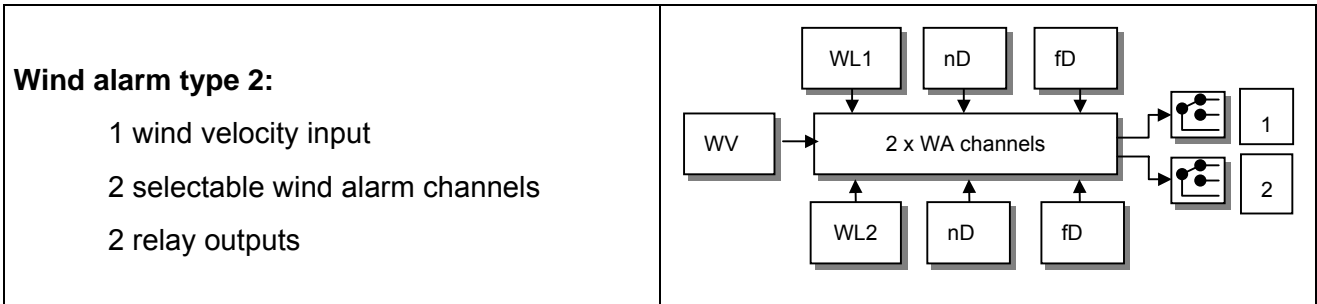 Wind alarm type 2:
1 wind velocity input
2 selectable wind alarm channels
2 relay outputs
WL1 nD fD
WV 2 x WA channels 1
2
WL2 nD fD